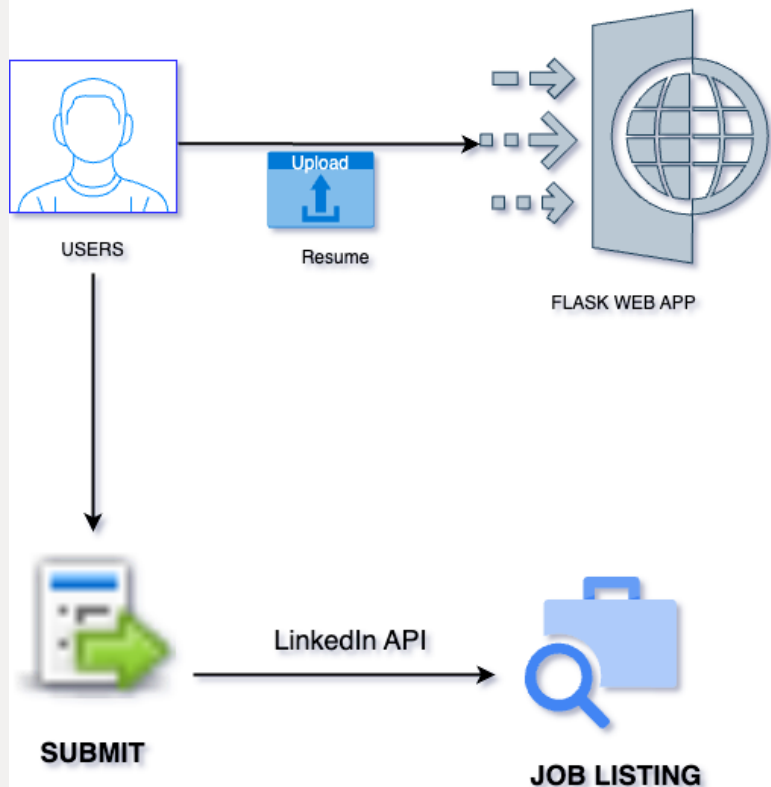 Upload
USERS
Resume
FLASK WEB APP
LinkedIn API
SUBMIT
JOB LISTING